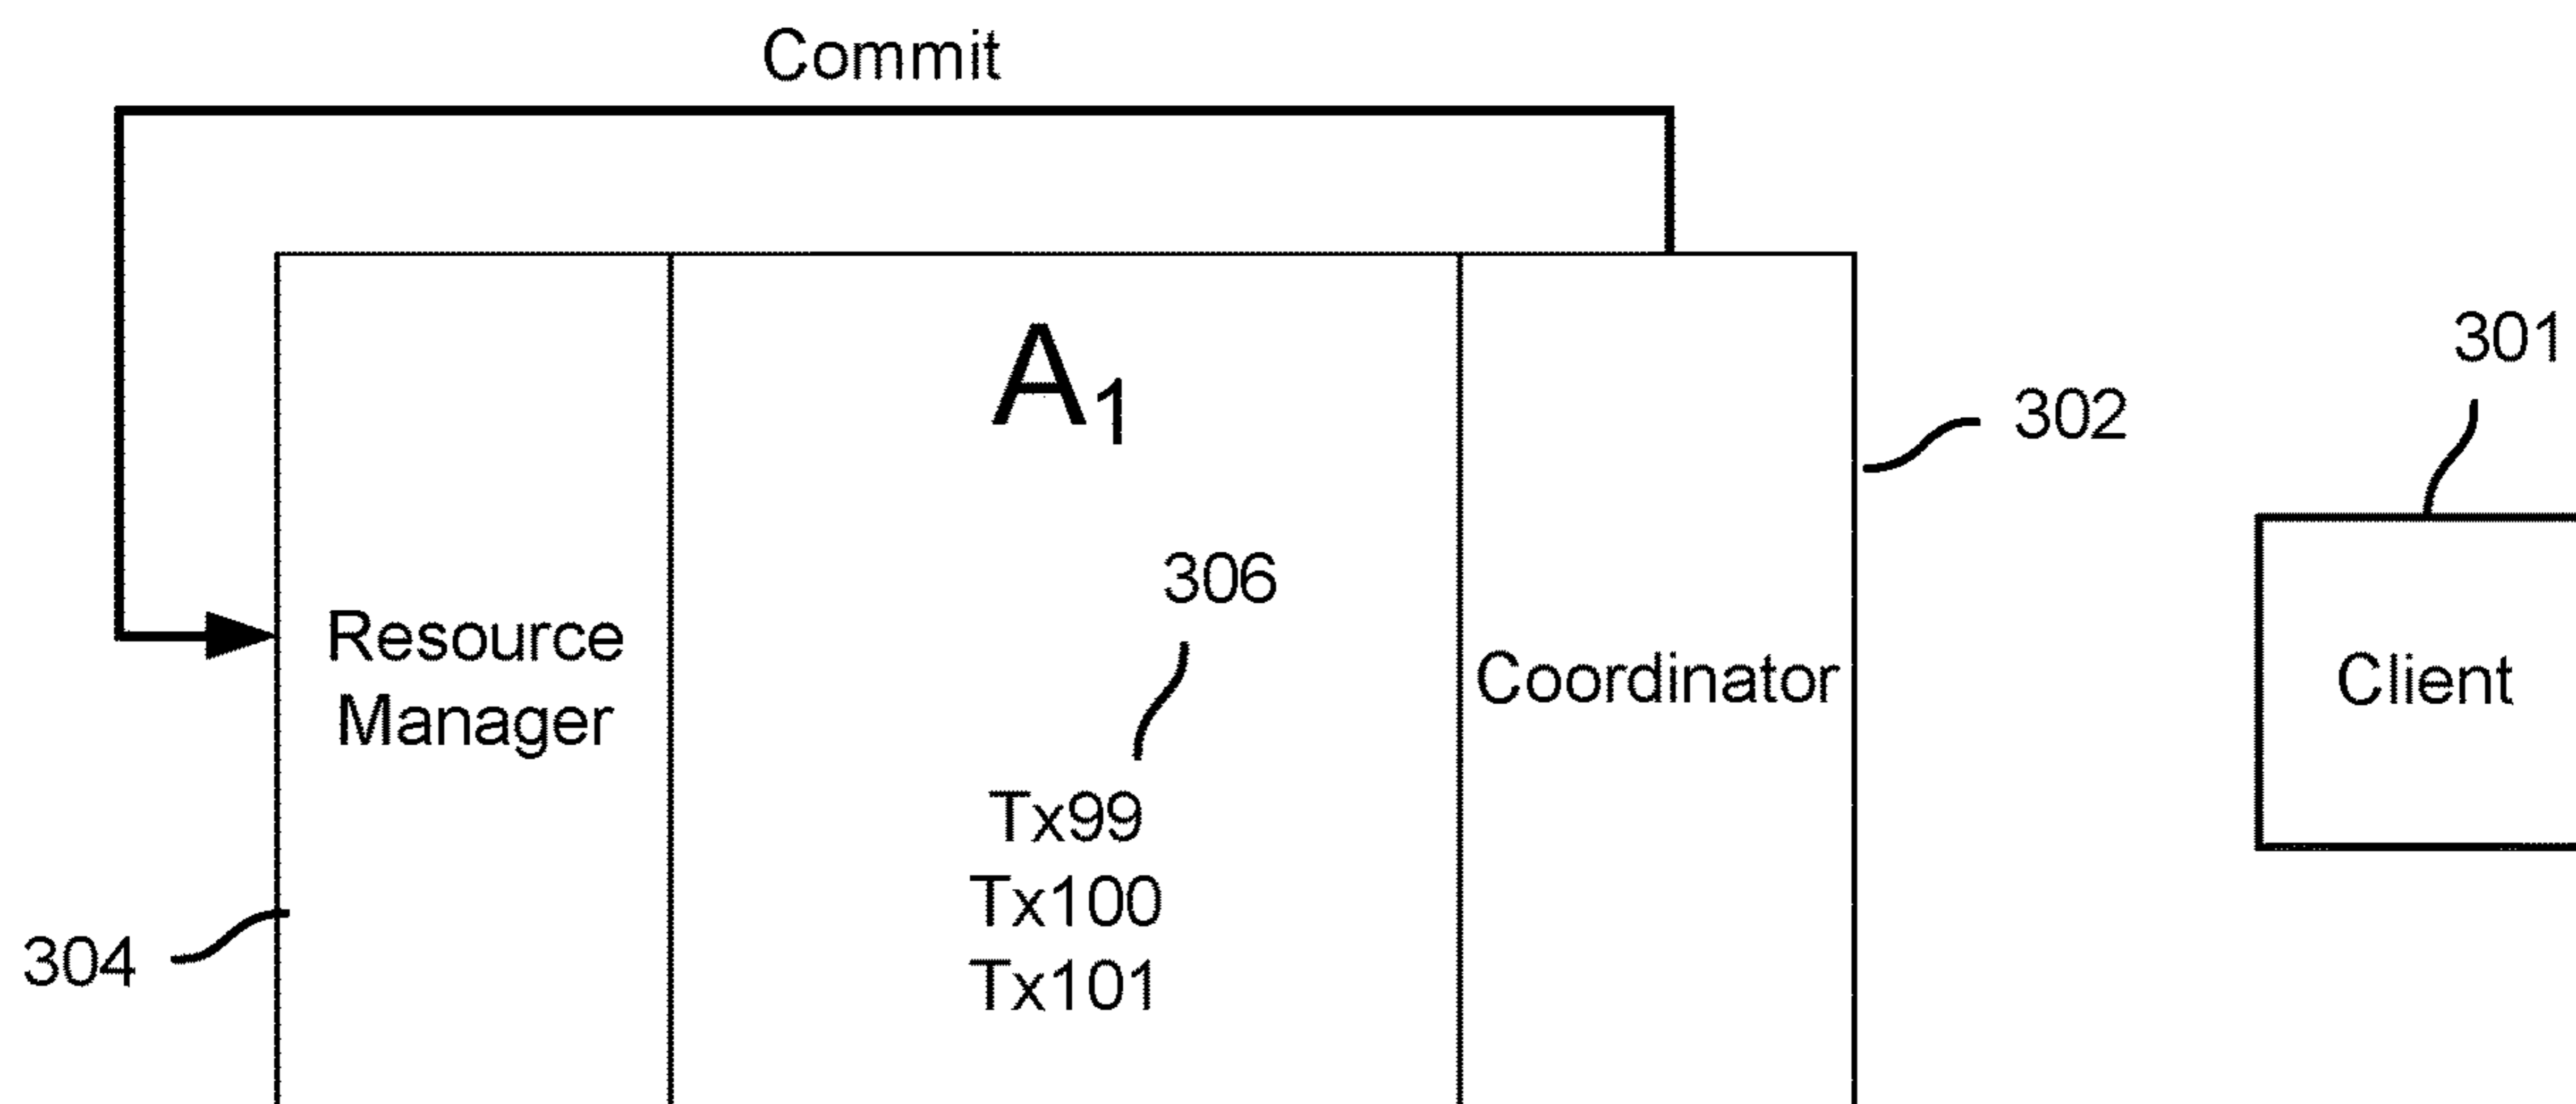 Commit
A1
301
302
306
Resource
Manager
Coordinator
Client
Tx99
Tx100
Tx101
304